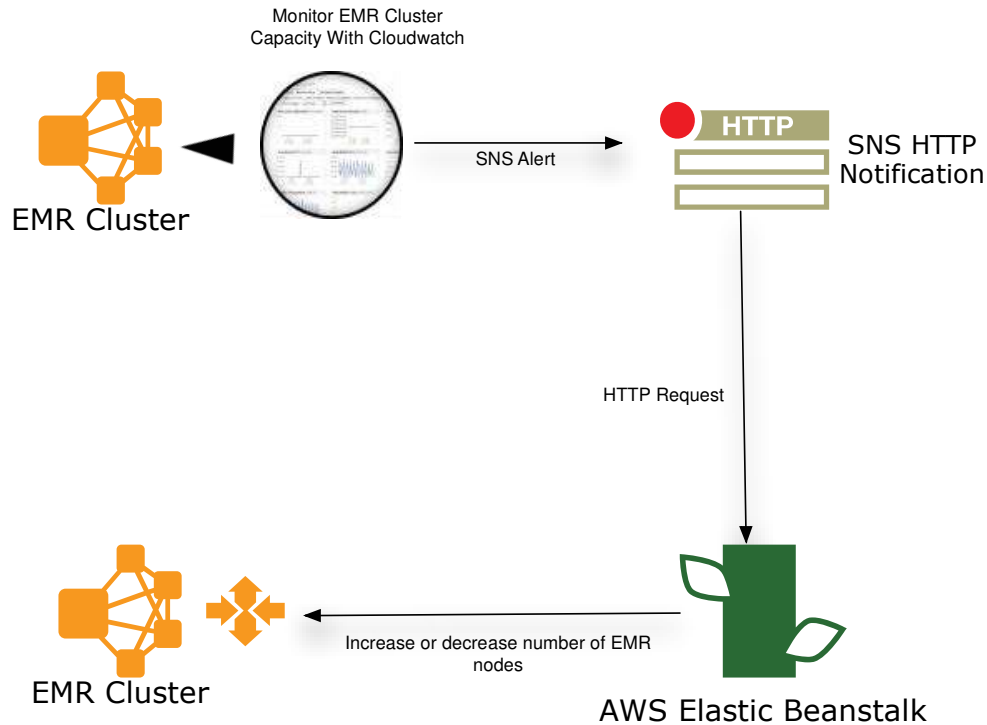 Monitor EMR Cluster
Capacity With Cloudwatch
EMR Cluster
SNS Alert
HTTP
SNS HTTP
Notification
HTTP Request
EMR Cluster
Increase or decrease number of EMR
nodes
AWS Elastic Beanstalk